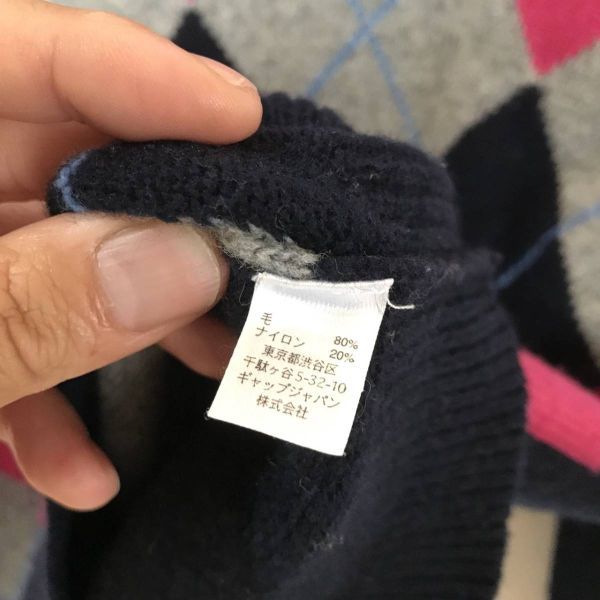 毛 80%
ナイロン 20%
東京都渋谷区
千駄ヶ谷5-32-10
ギャップジャパン
株式会社